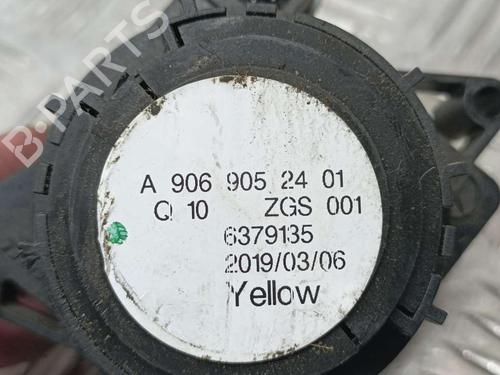 B-PARTS
A 906 905 24 01
Q 10 ZGS 001
6379135
2019/03/06
Yellow